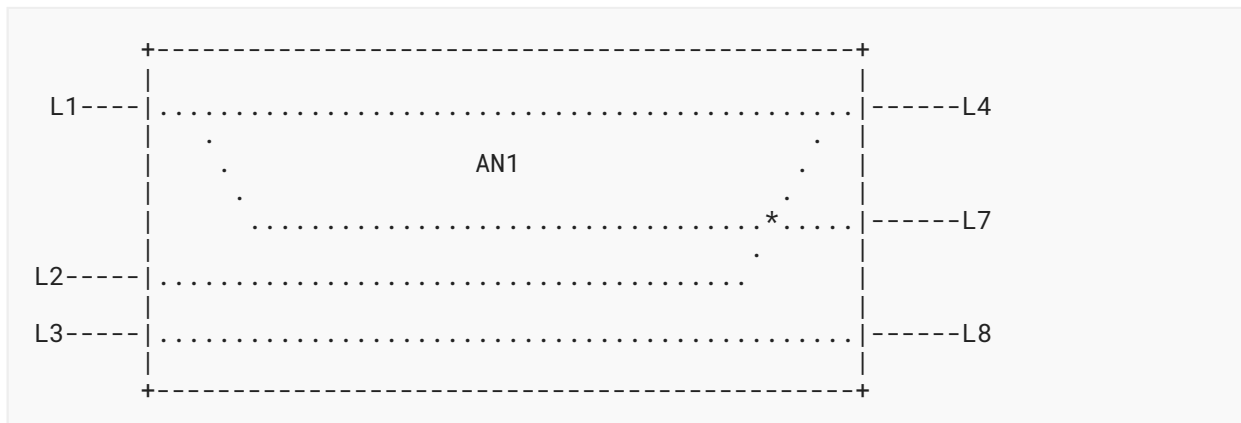 +----------------------------------------------+
|                                              |
L1----|..............................................|------L4
|   .                                       .  |
|    .                AN1                  .   |
|     .                                   .    |
|      ..................................*.....|------L7
|                                       .      |
L2-----|.......................................       |
L3-----|..............................................|------L8
|                                              |
+----------------------------------------------+